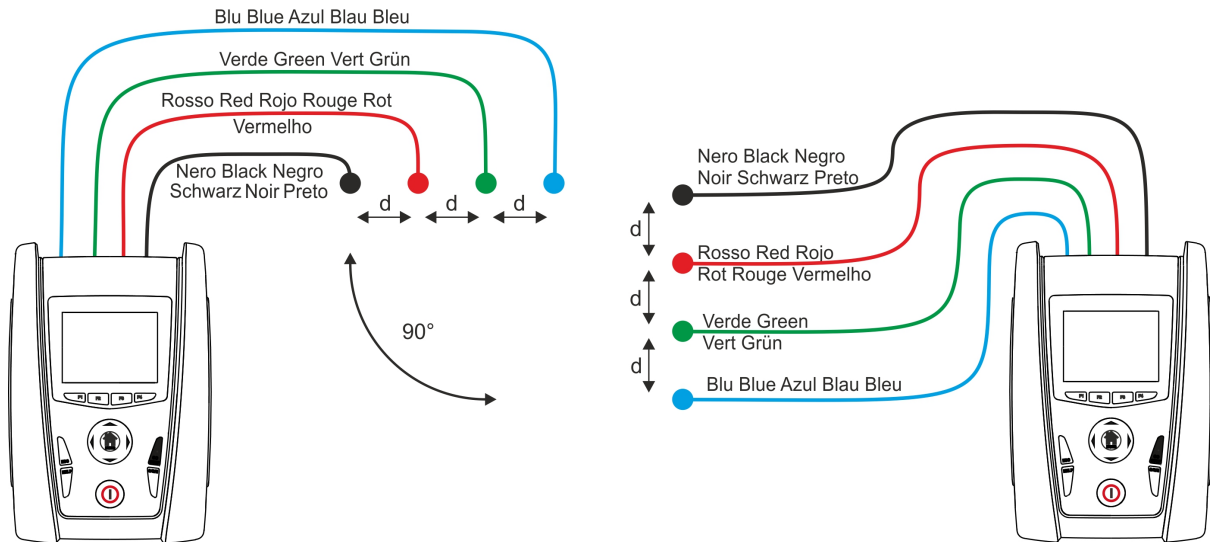 Blu Blue Azul Blau Bleu
Verde Green Vert Grün
Rosso Red Rojo Rouge Rot
Vermelho
Nero Black Negro
Schwarz Noir Preto
d d d
90°
Nero Black Negro
Noir Schwarz Preto
d
Rosso Red Rojo
Rot Rouge Vermelho
d
Verde Green
Vert Grün
d
Blu Blue Azul Blau Bleu